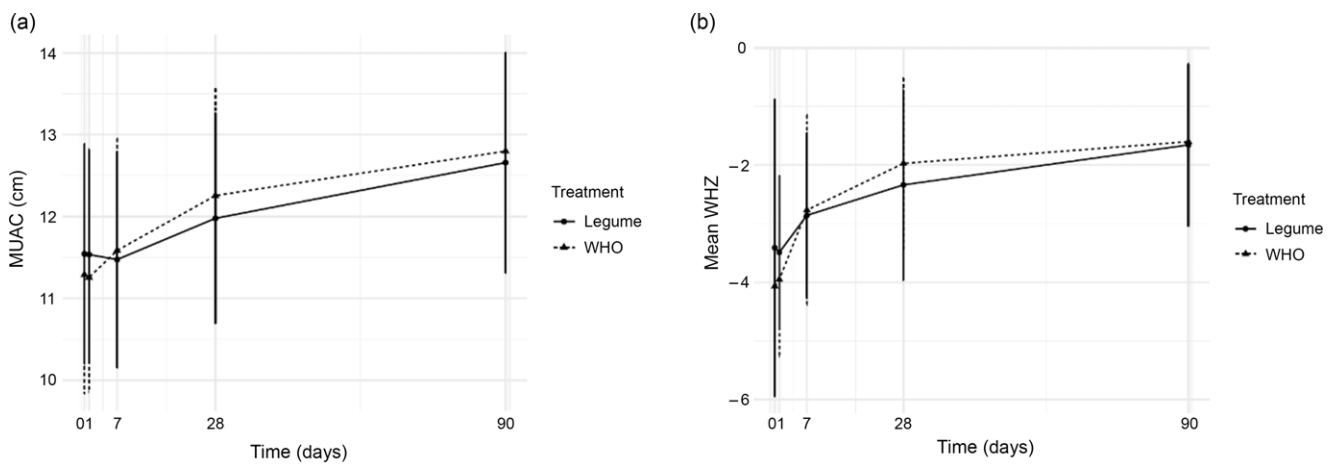 (a)
14
13
12
11
10
MUAC (cm)
01 7 28 90
Time (days)
Treatment
Legume
WHO
(b)
0
−2
−4
−6
Mean WHZ
01 7 28 90
Time (days)
Treatment
Legume
WHO